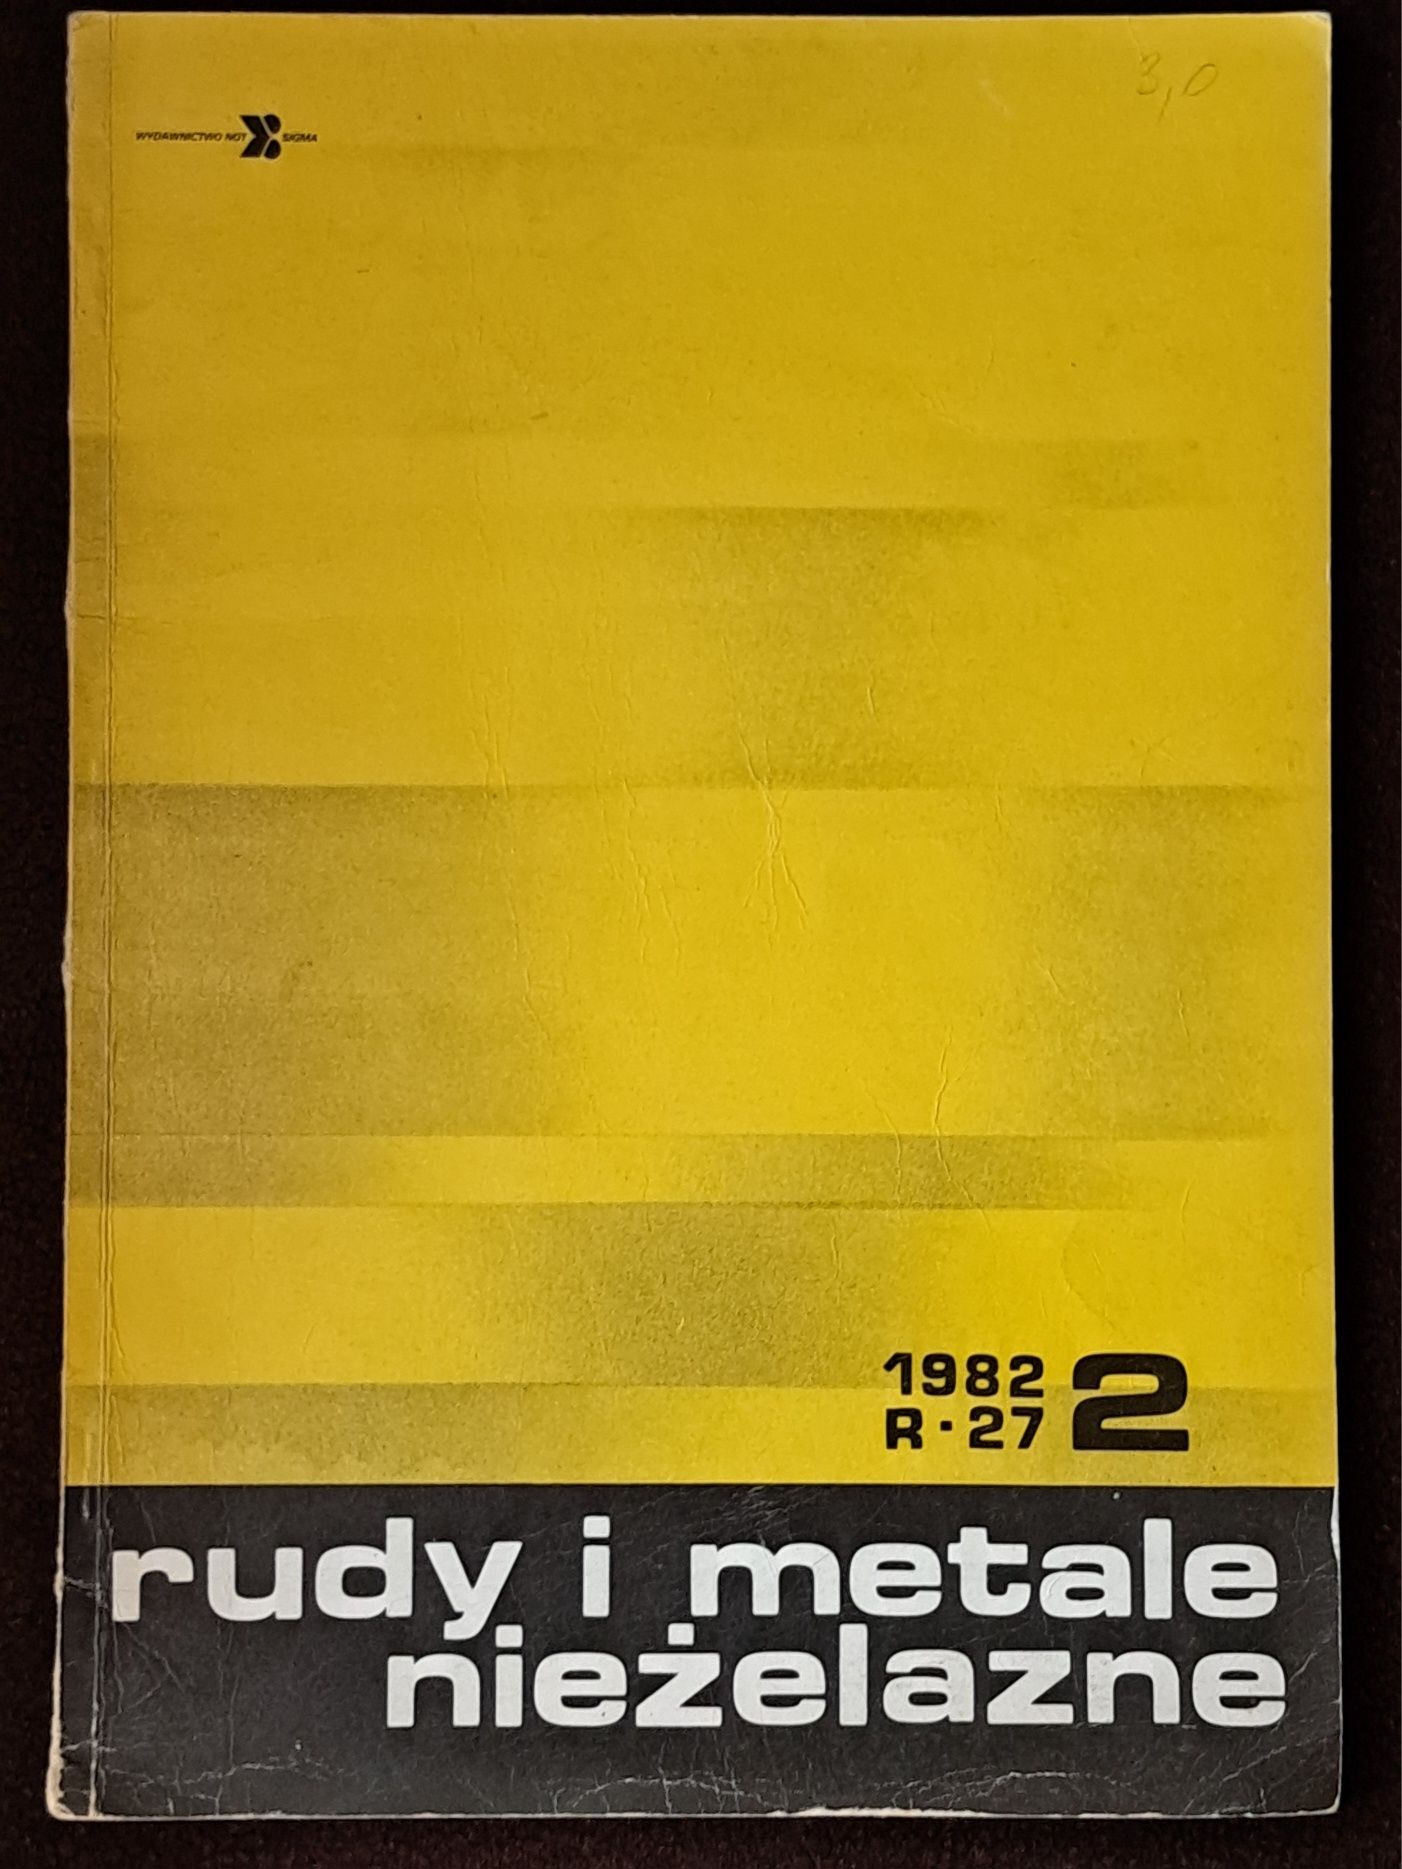 3,0
WYDAWNICTWO NOT SIGMA
1982 2
R·27
rudy i metale
nieżelazne